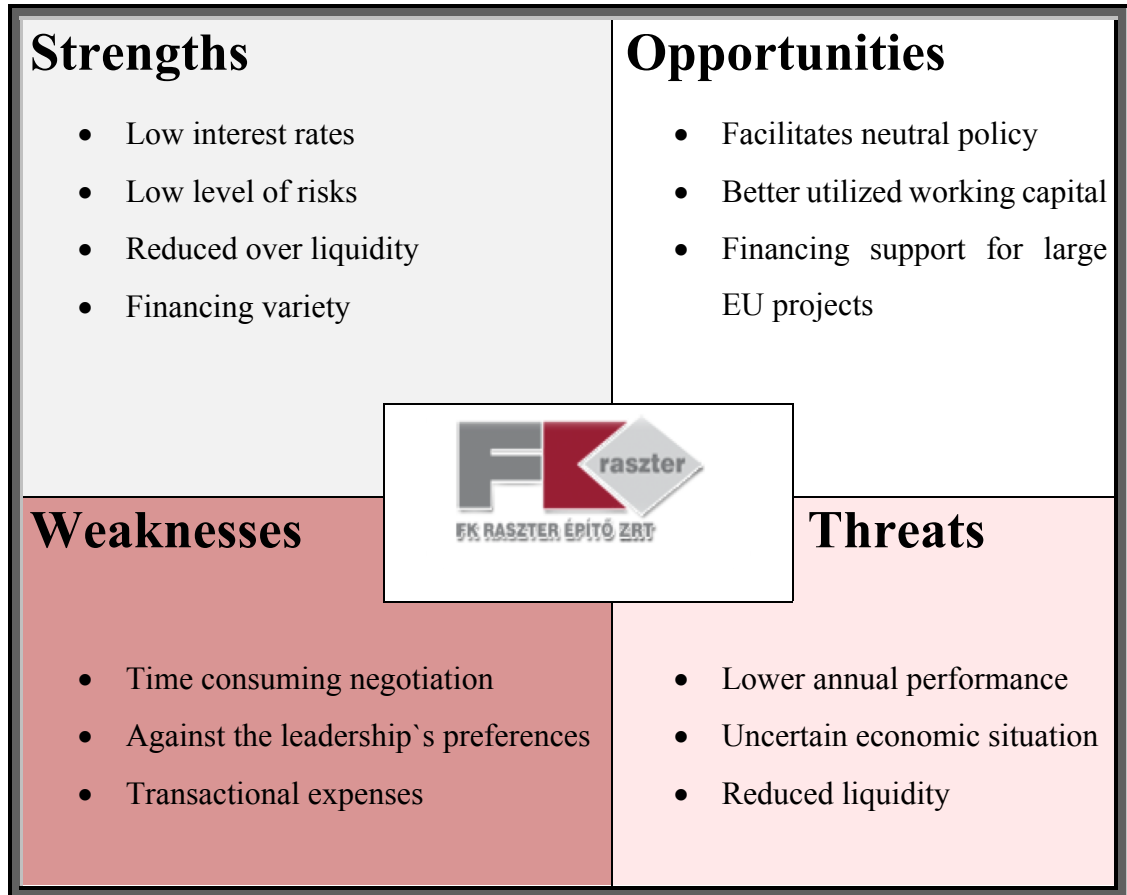 Strengths
• Low interest rates
• Low level of risks
• Reduced over liquidity
• Financing variety
Opportunities
• Facilitates neutral policy
• Better utilized working capital
• Financing support for large
EU projects
FK raszter
FK RASZTER ÉPÍTŐ ZRT
Weaknesses
• Time consuming negotiation
• Against the leadership`s preferences
• Transactional expenses
Threats
• Lower annual performance
• Uncertain economic situation
• Reduced liquidity